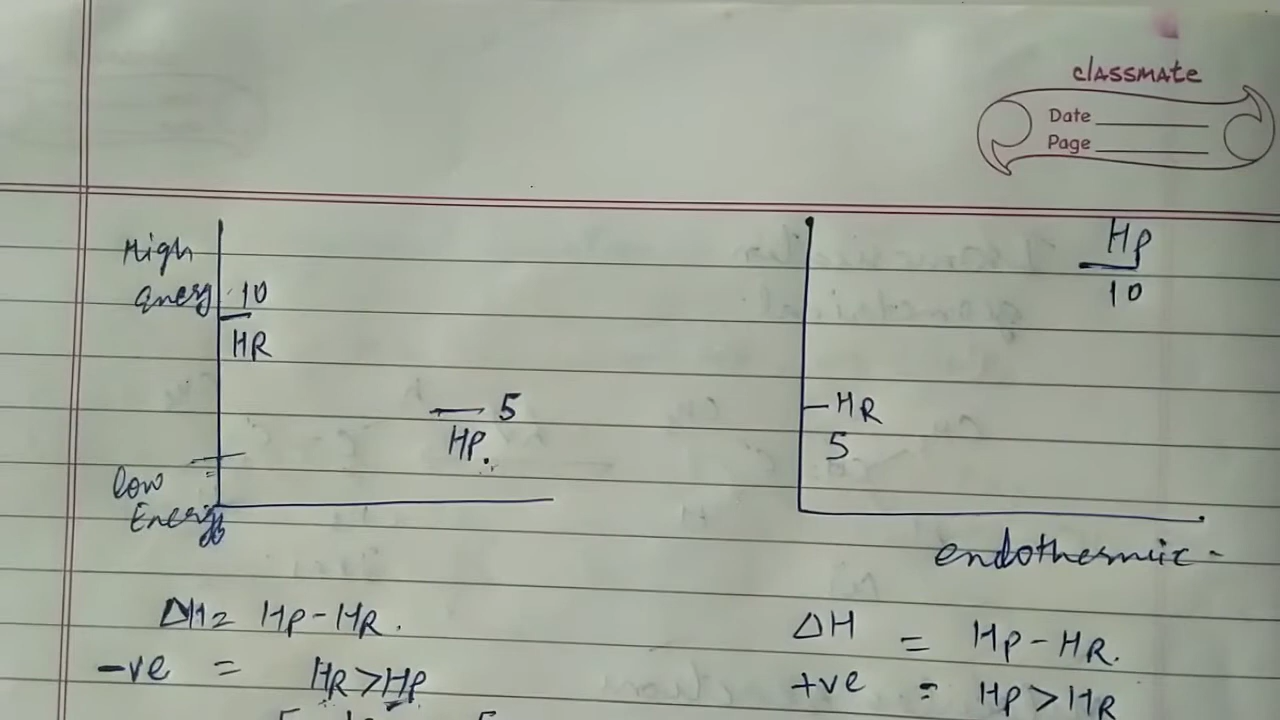 classmate
Date
Page
High
energy 10
HR
5
HP.
low
Energy
ΔH = HP - HR.
-ve = HR > HP
HP
10
HR
5
endothermic
ΔH = HP - HR.
+ve = HP > HR